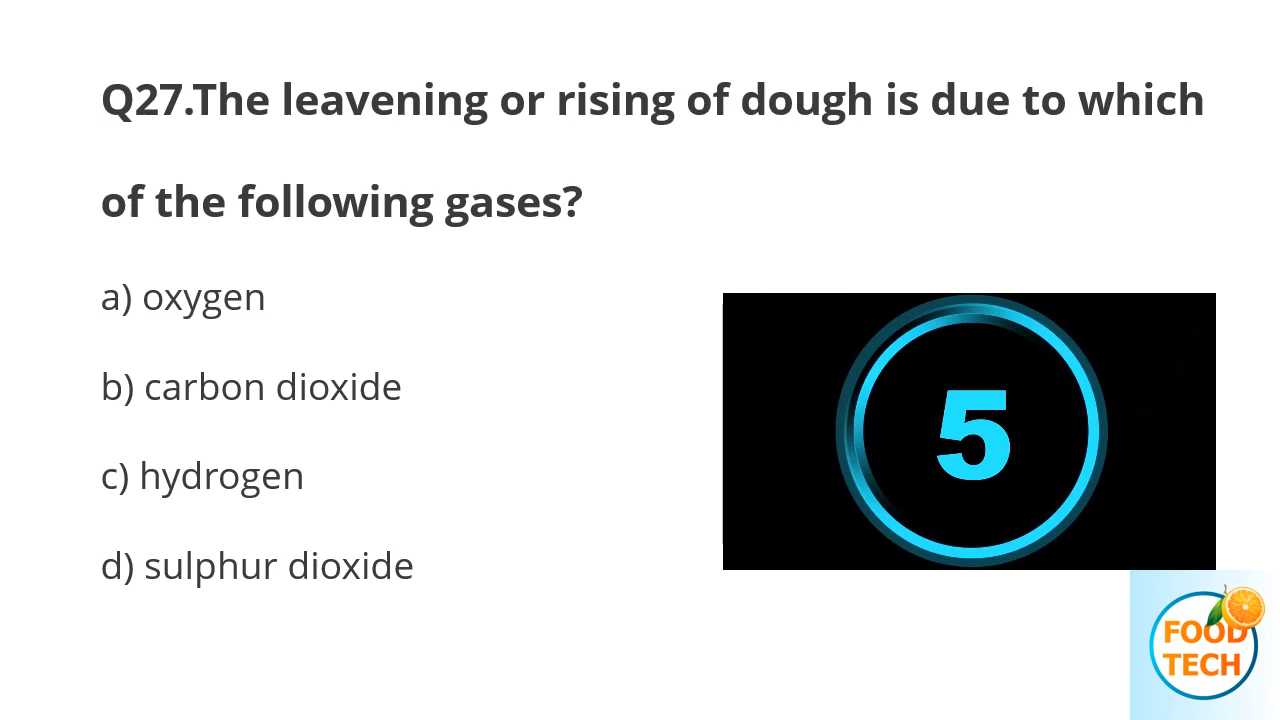 Q27.The leavening or rising of dough is due to which
of the following gases?
a) oxygen
b) carbon dioxide
c) hydrogen
d) sulphur dioxide
5
FOOD
TECH